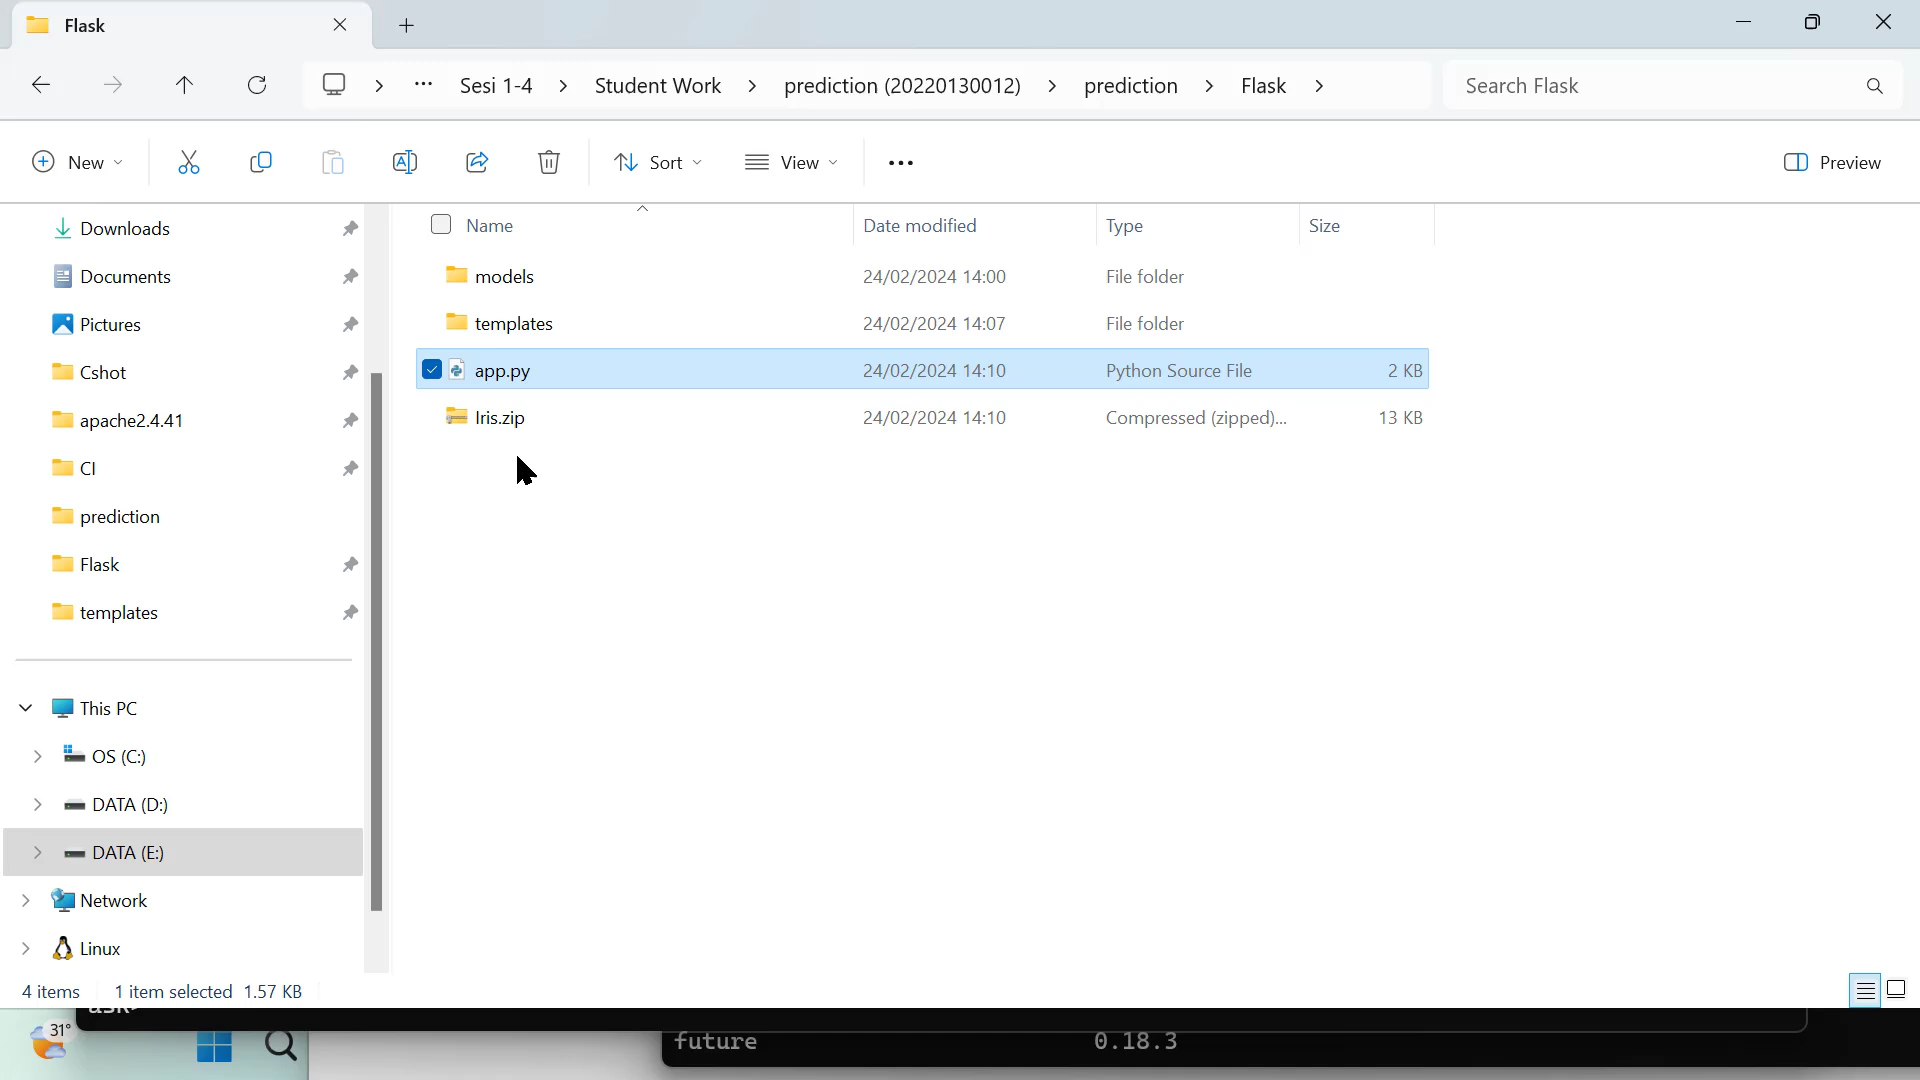 Flask
Sesi 1-4 Student Work prediction (20220130012) prediction Flask Search Flask
New Sort View Preview
Name Date modified Type Size
Downloads
Documents
Pictures
Cshot
apache2.4.41
CI
prediction
Flask
templates
This PC
OS (C:)
DATA (D:)
DATA (E:)
Network
Linux
models 24/02/2024 14:00 File folder
templates 24/02/2024 14:07 File folder
app.py 24/02/2024 14:10 Python Source File 2 KB
Iris.zip 24/02/2024 14:10 Compressed (zipped)... 13 KB
4 items 1 item selected 1.57 KB
31°
future 0.18.3